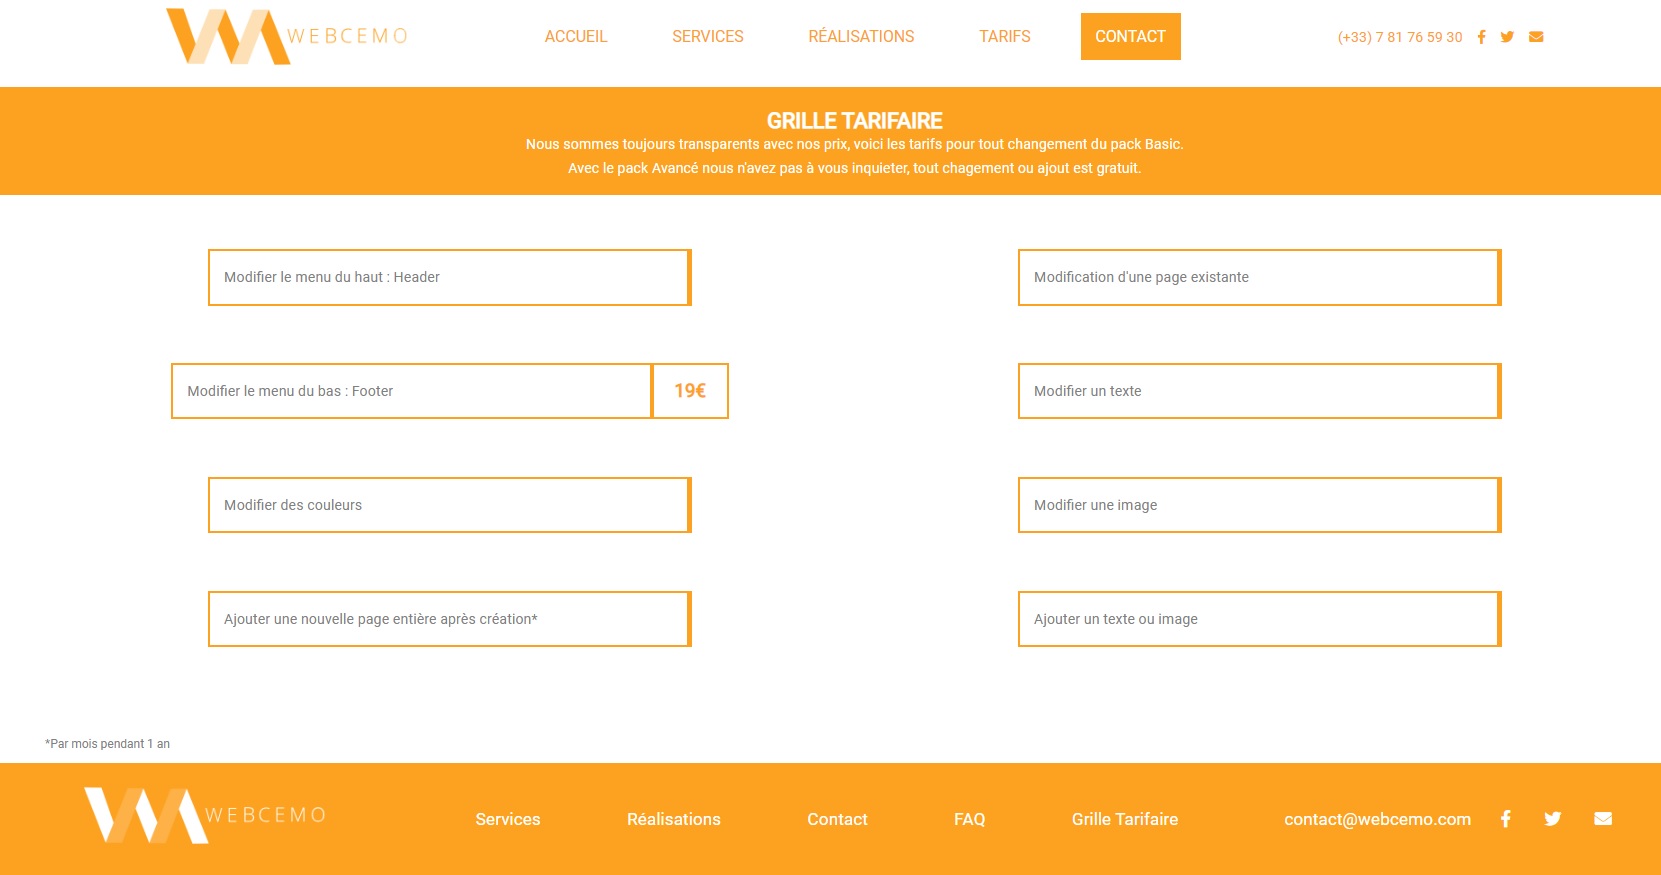 WEBCEMO
ACCUEIL
SERVICES
RÉALISATIONS
TARIFS
CONTACT
(+33) 7 81 76 59 30
GRILLE TARIFAIRE
Nous sommes toujours transparents avec nos prix, voici les tarifs pour tout changement du pack Basic.
Avec le pack Avancé nous n'avez pas à vous inquieter, tout chagement ou ajout est gratuit.
Modifier le menu du haut : Header
Modification d'une page existante
Modifier le menu du bas : Footer
19€
Modifier un texte
Modifier des couleurs
Modifier une image
Ajouter une nouvelle page entière après création*
Ajouter un texte ou image
*Par mois pendant 1 an
WEBCEMO
Services
Réalisations
Contact
FAQ
Grille Tarifaire
contact@webcemo.com